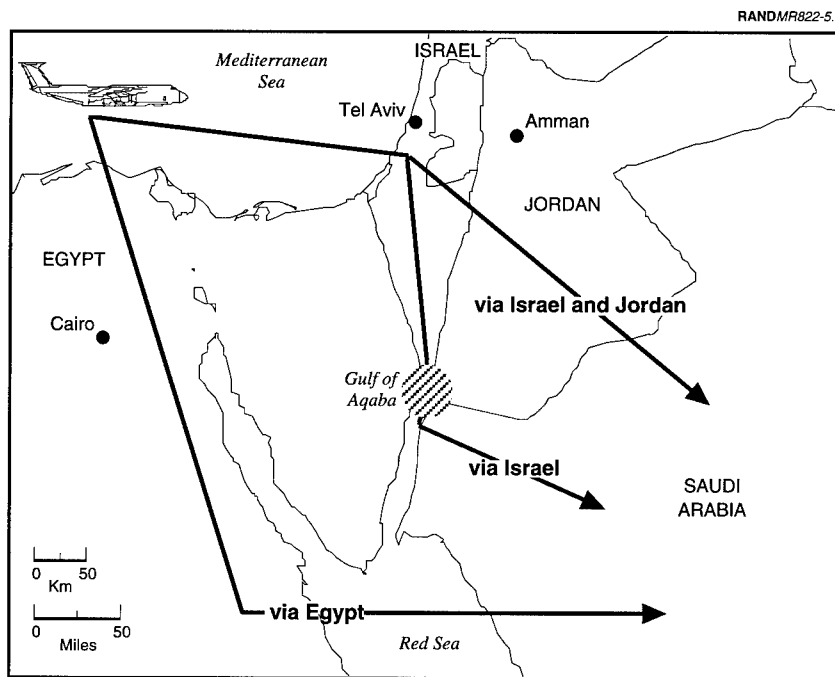 RANDMR822-5.
Mediterranean
Sea
ISRAEL
Tel Aviv
Amman
JORDAN
EGYPT
via Israel and Jordan
Cairo
Gulf of
Aqaba
via Israel
SAUDI
ARABIA
0 50
Km
0 50
Miles
via Egypt
Red Sea